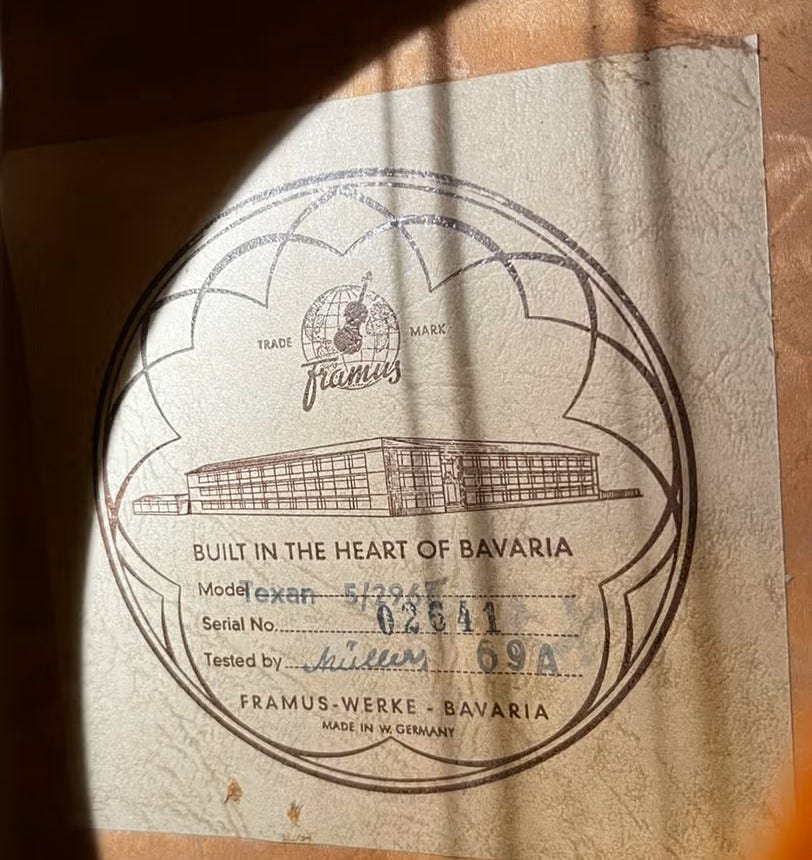 TRADE MARK
Framus
BUILT IN THE HEART OF BAVARIA
Model Texan
Serial No. 02641
Tested by 69A
FRAMUS-WERKE - BAVARIA
MADE IN W. GERMANY